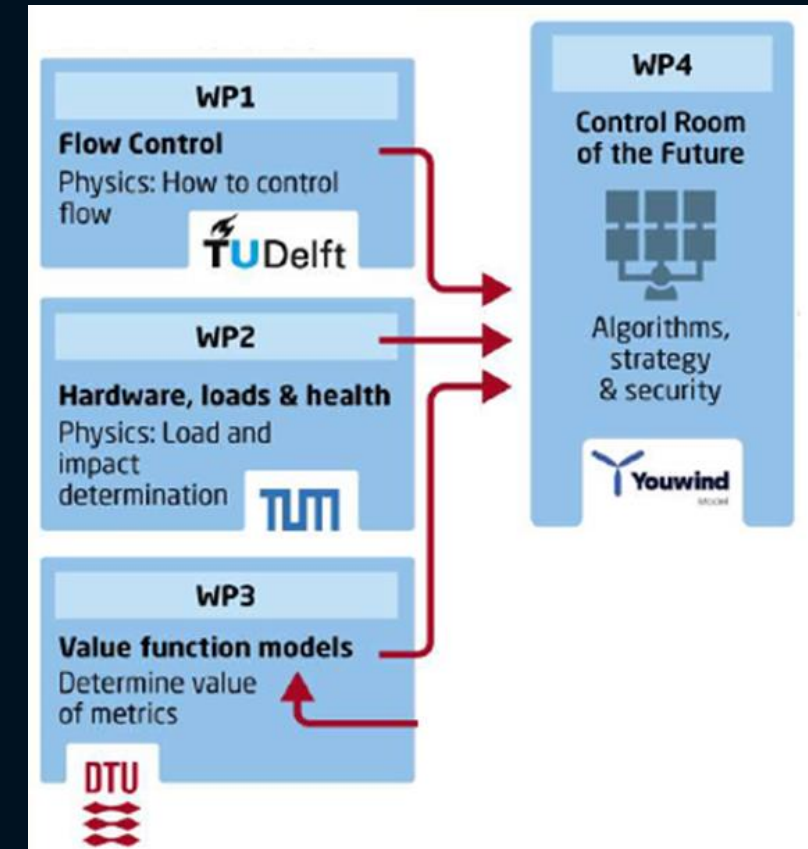 WP1
Flow Control
Physics: How to control
flow
TUDelft
WP2
Hardware, loads & health
Physics: Load and
impact
determination
TUM
WP3
Value function models
Determine value
of metrics
DTU
WP4
Control Room
of the Future
Algorithms,
strategy
& security
Youwind
MODEL